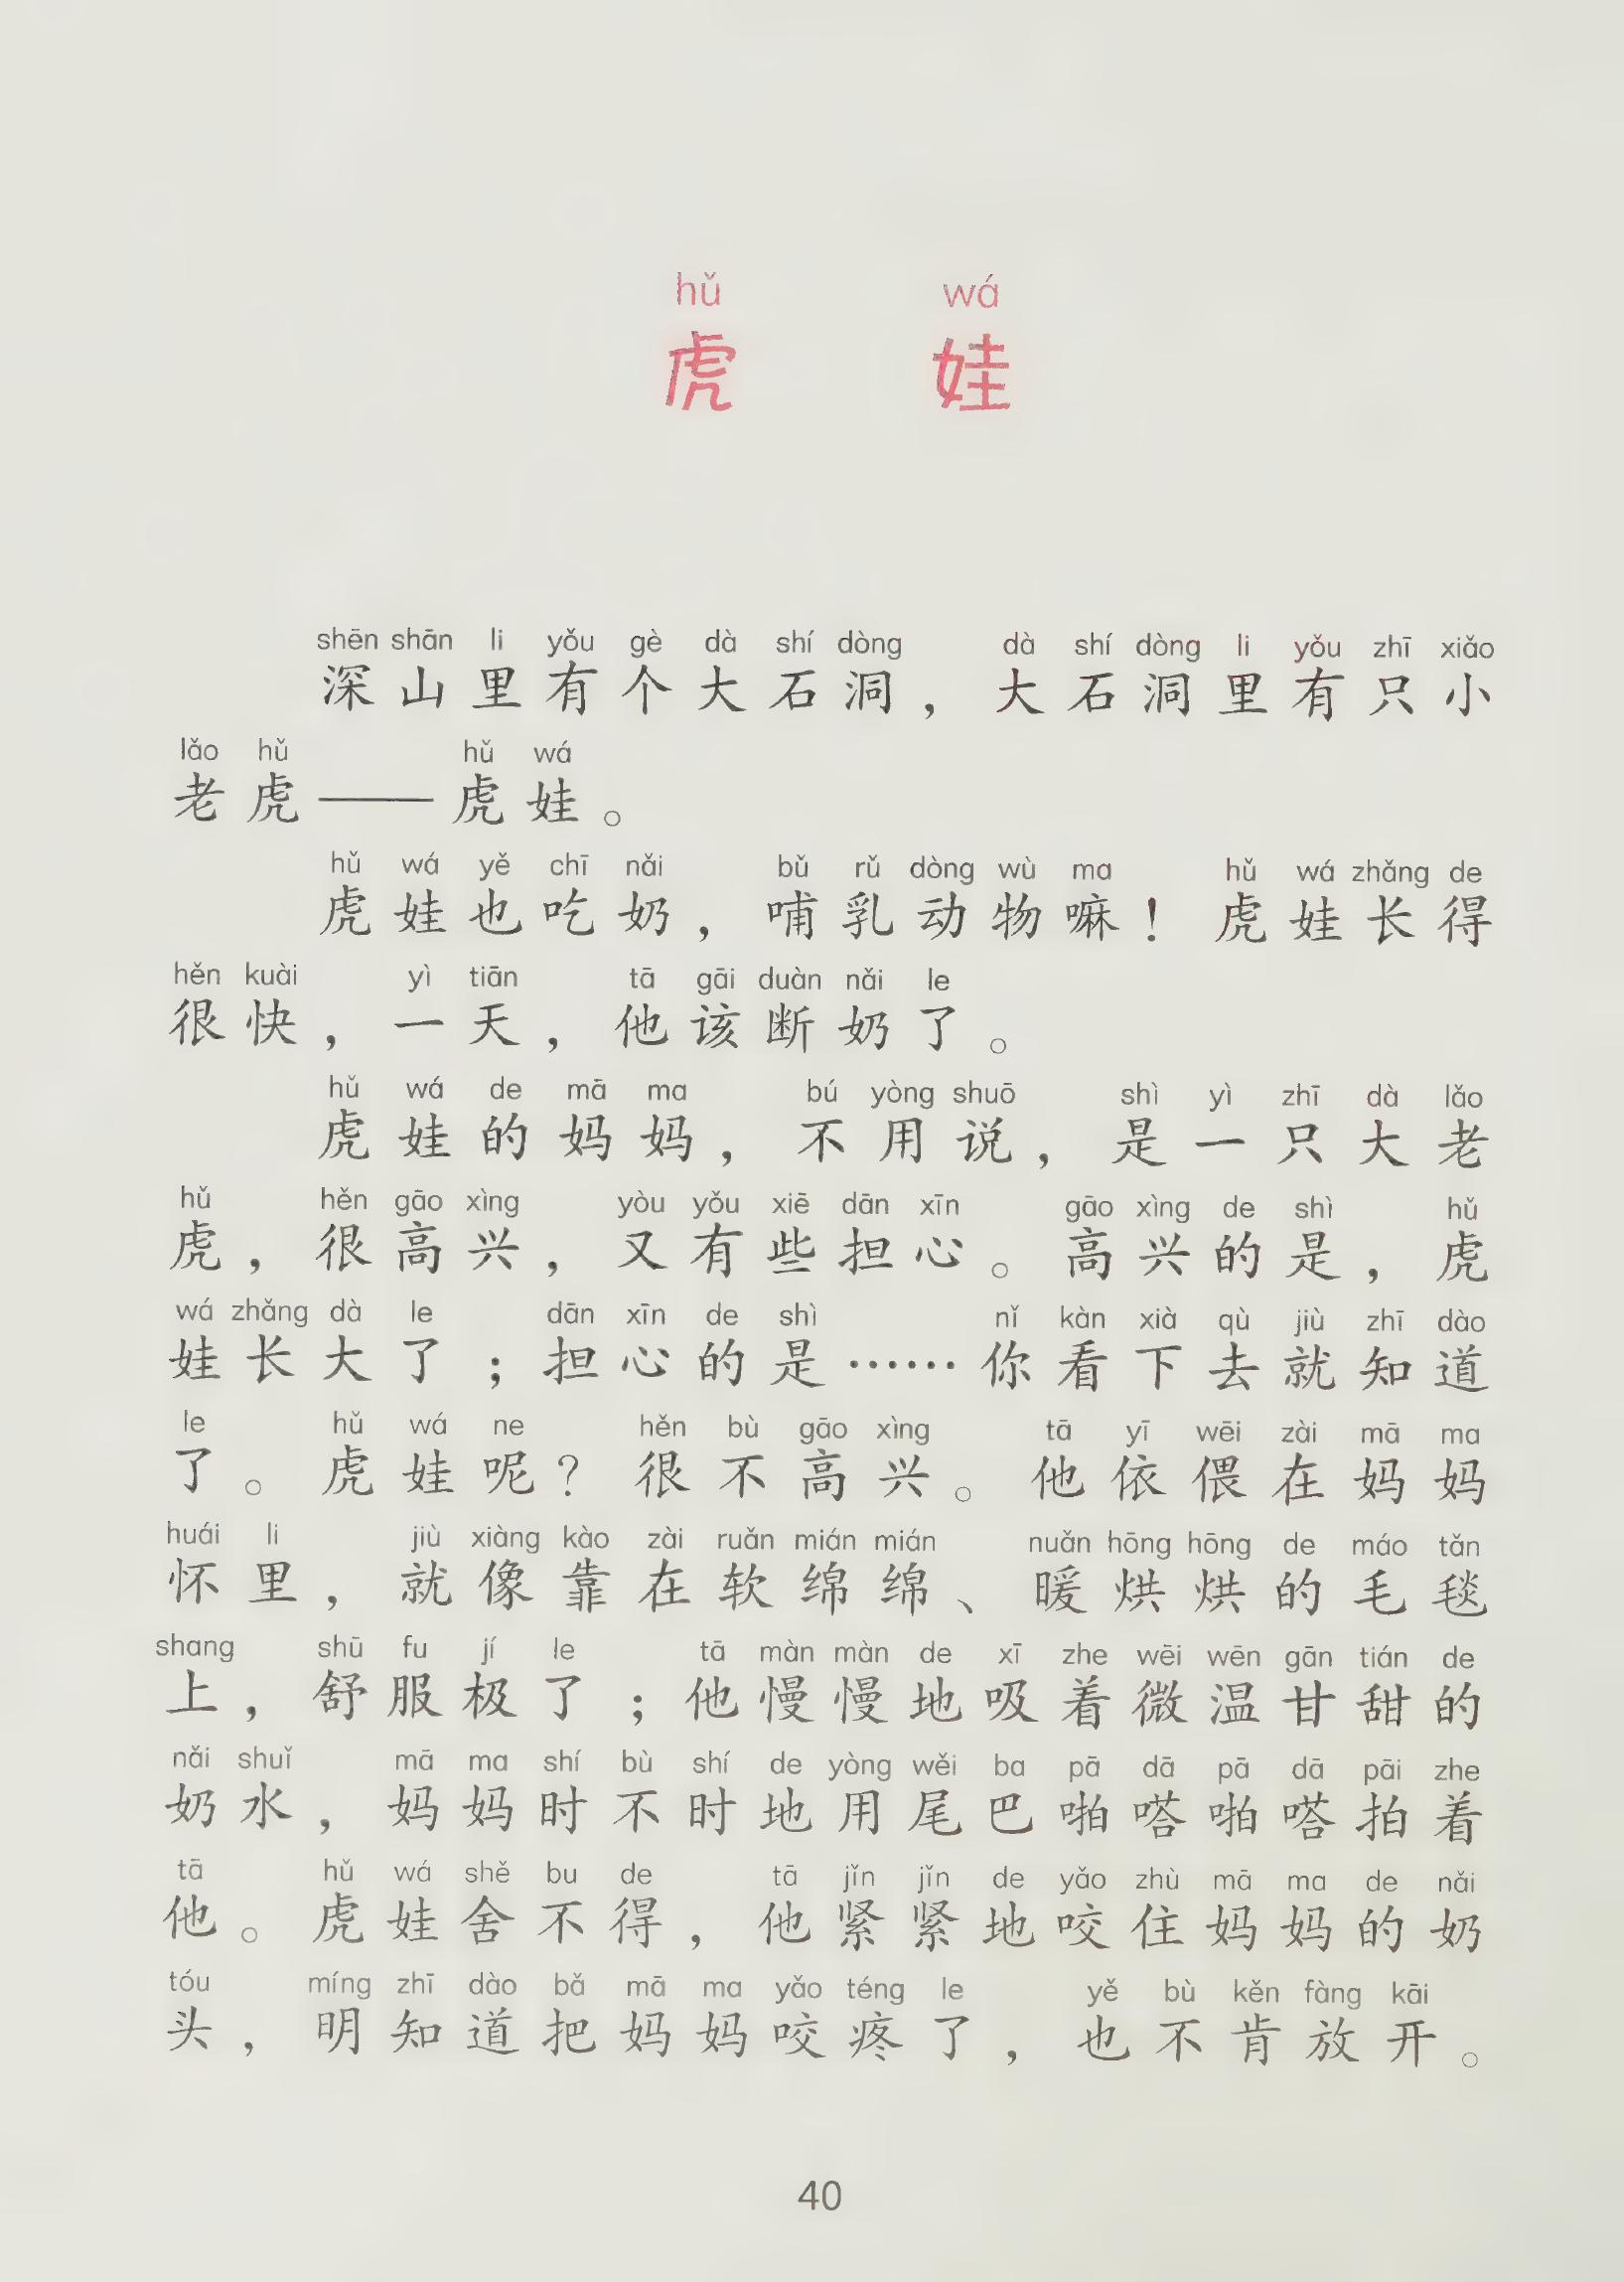 hǔ wá
虎 娃
shēn shān li yǒu gè dà shí dòng dà shí dòng li yǒu zhī xiǎo
深山里有个大石洞，大石洞里有只小
lǎo hǔ hǔ wá
老虎——虎娃。
hǔ wá yě chī nǎi bǔ rǔ dòng wù ma hǔ wá zhǎng de
虎娃也吃奶，哺乳动物嘛！虎娃长得
hěn kuài yì tiān tā gāi duàn nǎi le
很快，一天，他该断奶了。
hǔ wá de mā ma bú yòng shuō shì yì zhī dà lǎo
虎娃的妈妈，不用说，是一只大老
hǔ hěn gāo xìng yòu yǒu xiē dān xīn gāo xìng de shì hǔ
虎，很高兴，又有些担心。高兴的是，虎
wá zhǎng dà le dān xīn de shì nǐ kàn xià qù jiù zhī dào
娃长大了；担心的是……你看下去就知道
le hǔ wá ne hěn bù gāo xìng tā yī wēi zài mā ma
了。虎娃呢？很不高兴。他依偎在妈妈
huái li jiù xiàng kào zài ruǎn mián mián nuǎn hōng hōng de máo tǎn
怀里，就像靠在软绵绵、暖烘烘的毛毯
shang shū fu jí le tā màn màn de xī zhe wēi wēn gān tián de
上，舒服极了；他慢慢地吸着微温甘甜的
nǎi shuǐ mā ma shí bù shí de yòng wěi ba pā dā pā dā pāi zhe
奶水，妈妈时不时地用尾巴啪嗒啪嗒拍着
tā hǔ wá shě bu de tā jǐn jǐn de yǎo zhù mā ma de nǎi
他。虎娃舍不得，他紧紧地咬住妈妈的奶
tóu míng zhī dào bǎ mā ma yǎo téng le yě bù kěn fàng kāi
头，明知道把妈妈咬疼了，也不肯放开。
40